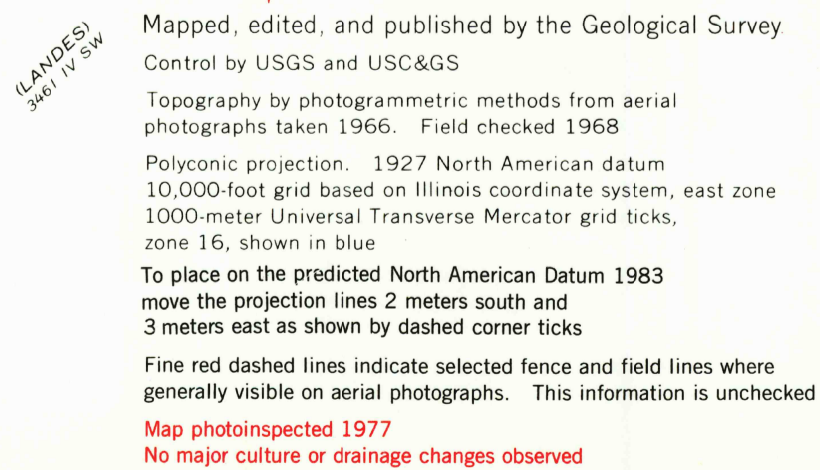 (LANDES)
3461 IV SW
Mapped, edited, and published by the Geological Survey.
Control by USGS and USC&GS
Topography by photogrammetric methods from aerial
photographs taken 1966. Field checked 1968
Polyconic projection. 1927 North American datum
10,000-foot grid based on Illinois coordinate system, east zone
1000-meter Universal Transverse Mercator grid ticks,
zone 16, shown in blue
To place on the predicted North American Datum 1983
move the projection lines 2 meters south and
3 meters east as shown by dashed corner ticks
Fine red dashed lines indicate selected fence and field lines where
generally visible on aerial photographs. This information is unchecked
Map photoinspected 1977
No major culture or drainage changes observed